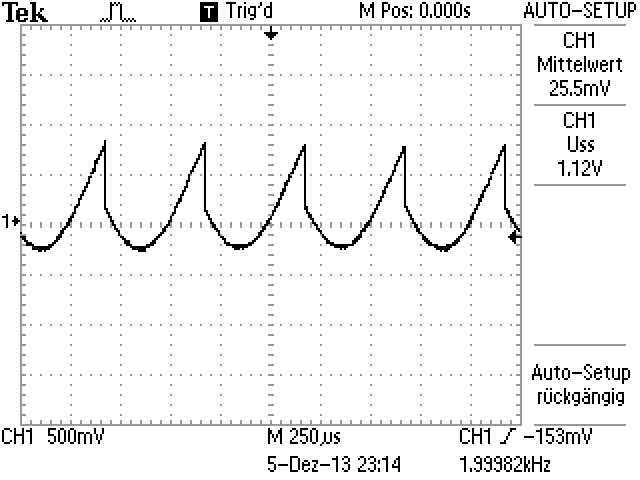 Tek T Trig'd M Pos: 0.000s AUTO-SETUP
CH1
Mittelwert
25.5mV
CH1
Uss
1.12V
1
Auto-Setup
rückgängig
CH1 500mV M 250µs CH1 -153mV
5-Dez-13 23:14 1.99982kHz